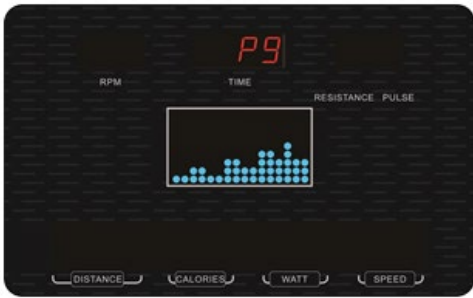 P9
RPM TIME
RESISTANCE PULSE
DISTANCE CALORIES WATT SPEED